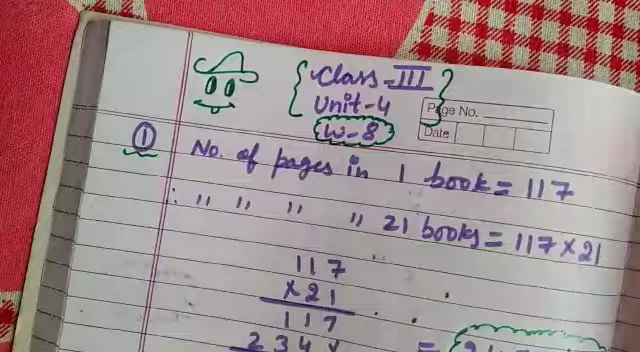 Class-III
Unit-4
W-8
Page No.
Date
① No. of pages in 1 book = 117
∴ " " " " 21 books = 117×21
117
×21
117
234×
=